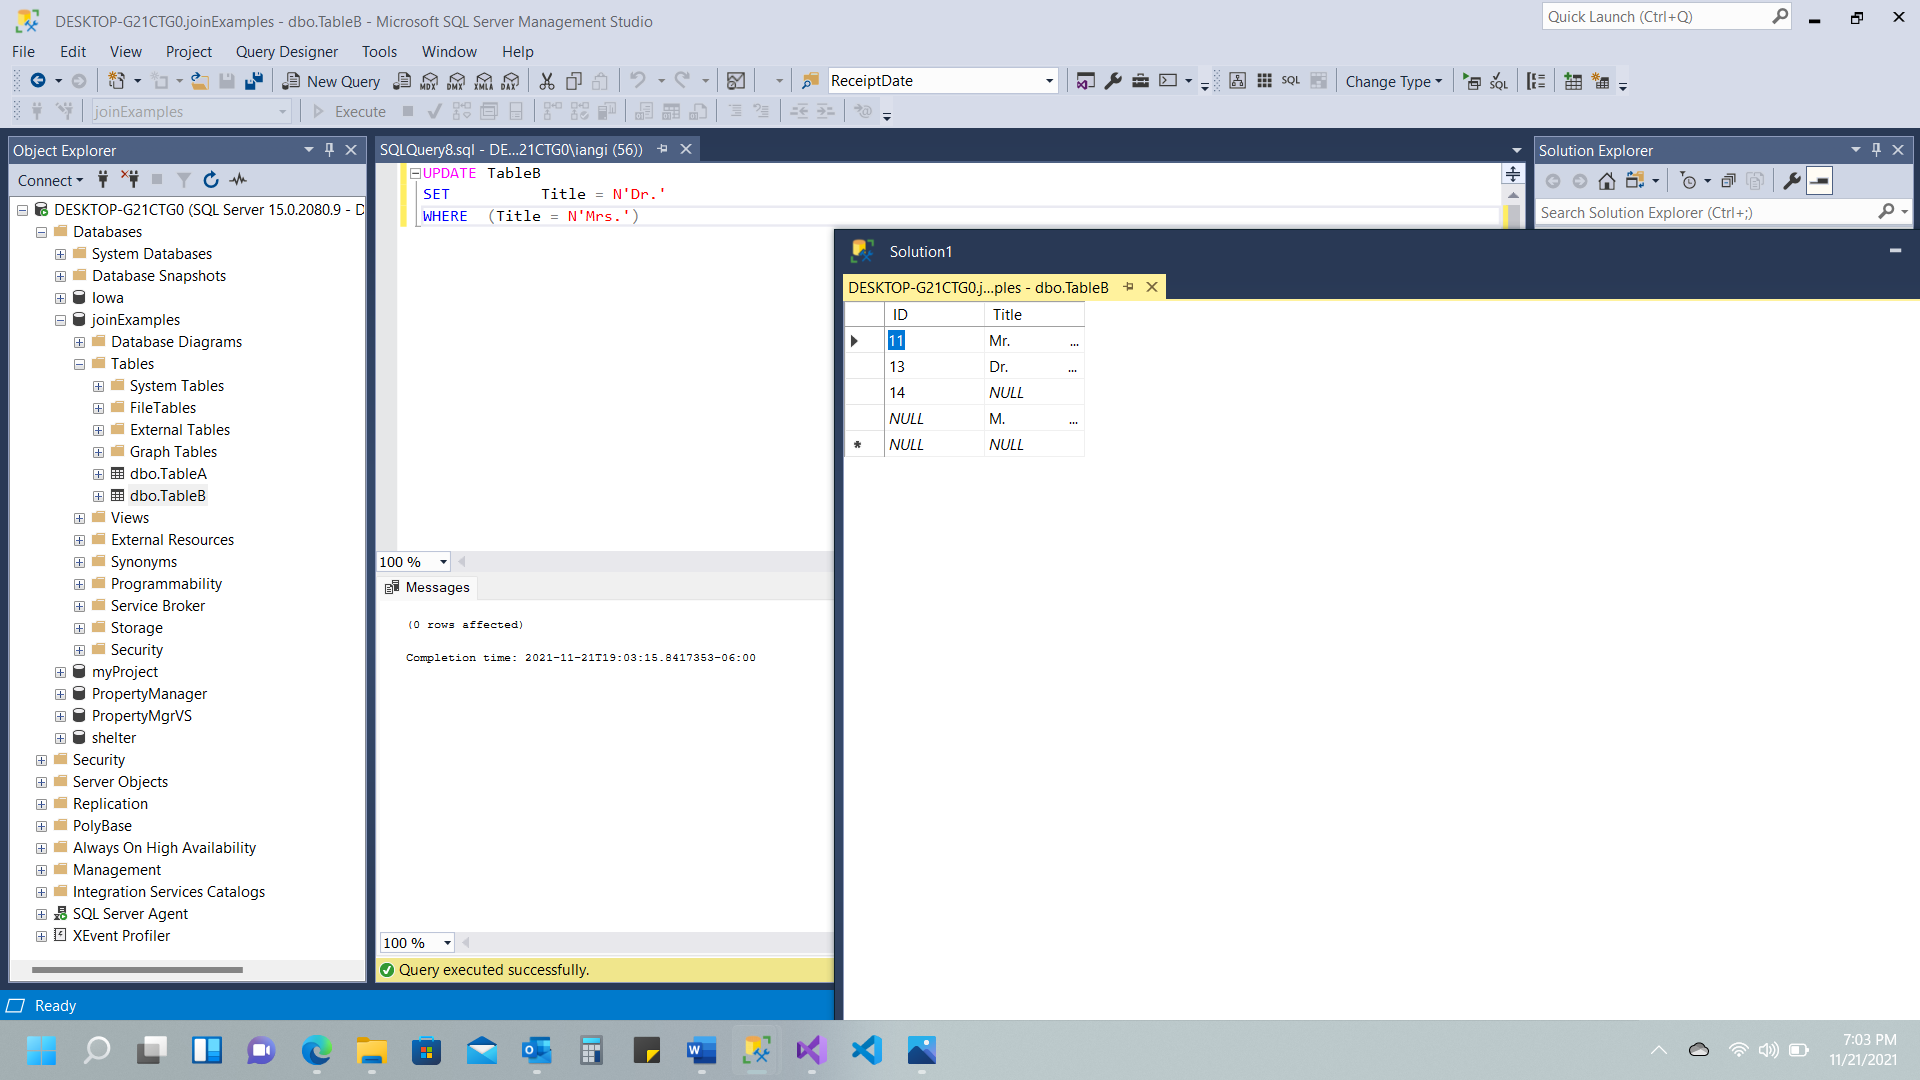 DESKTOP-G21CTG0.joinExamples - dbo.TableB - Microsoft SQL Server Management Studio
Quick Launch (Ctrl+Q)
File Edit View Project Query Designer Tools Window Help
New Query MDX DMX XMLA DAX ReceiptDate SQL Change Type SQL
joinExamples Execute
Object Explorer
Connect
DESKTOP-G21CTG0 (SQL Server 15.0.2080.9 - D
Databases
System Databases
Database Snapshots
Iowa
joinExamples
Database Diagrams
Tables
System Tables
FileTables
External Tables
Graph Tables
dbo.TableA
dbo.TableB
Views
External Resources
Synonyms
Programmability
Service Broker
Storage
Security
myProject
PropertyManager
PropertyMgrVS
shelter
Security
Server Objects
Replication
PolyBase
Always On High Availability
Management
Integration Services Catalogs
SQL Server Agent
XEvent Profiler
SQLQuery8.sql - DE...21CTG0\iangi (56))
UPDATE TableB
SET Title = N'Dr.'
WHERE (Title = N'Mrs.')
100 %
Messages
(0 rows affected)
Completion time: 2021-11-21T19:03:15.8417353-06:00
100 %
Query executed successfully.
Solution Explorer
Search Solution Explorer (Ctrl+;)
Solution1
DESKTOP-G21CTG0.j...ples - dbo.TableB
ID Title
11 Mr. ...
13 Dr. ...
14 NULL
NULL M. ...
* NULL NULL
Ready
7:03 PM
11/21/2021